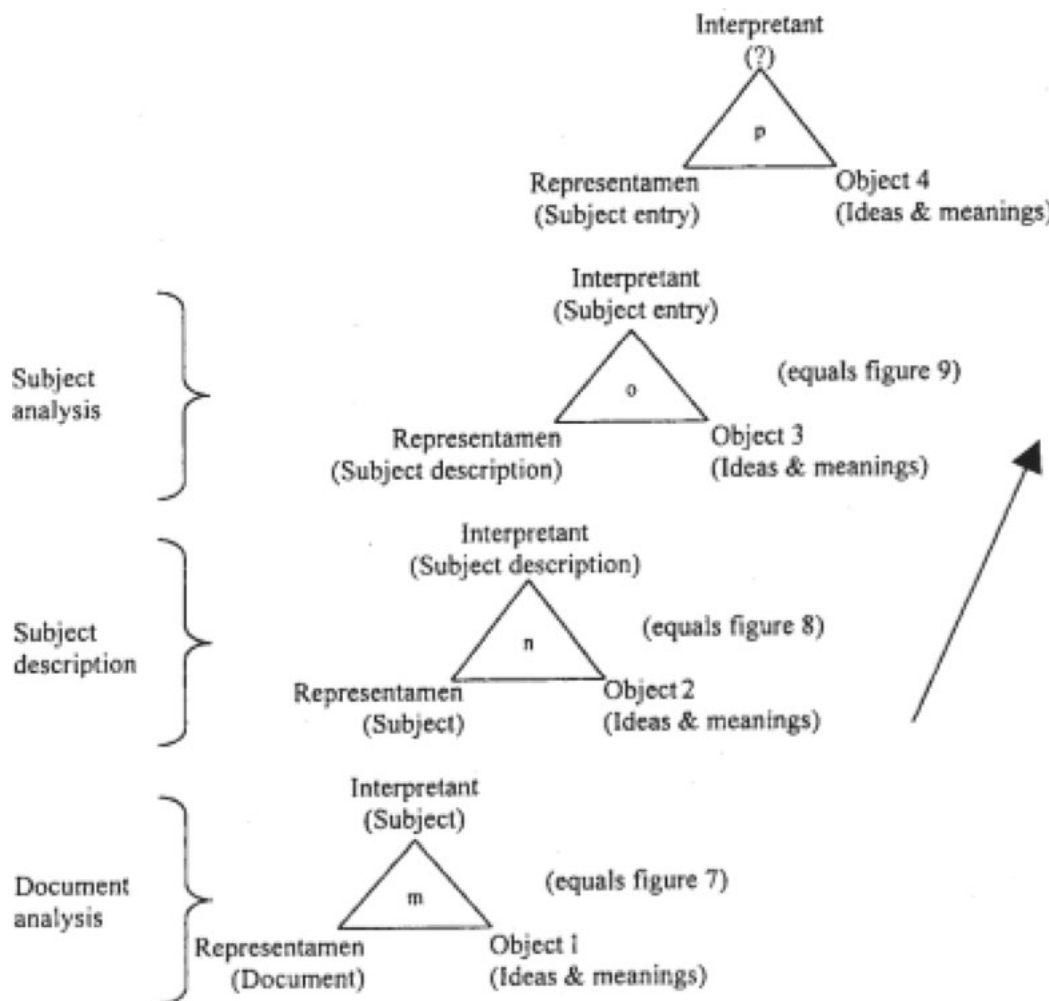 Interpretant
(?)
p
Representamen
(Subject entry)
Object 4
(Ideas & meanings)
Interpretant
(Subject entry)
Subject
analysis
o
(equals figure 9)
Representamen
(Subject description)
Object 3
(Ideas & meanings)
Interpretant
(Subject description)
Subject
description
n
(equals figure 8)
Representamen
(Subject)
Object 2
(Ideas & meanings)
Interpretant
(Subject)
Document
analysis
m
(equals figure 7)
Representamen
(Document)
Object 1
(Ideas & meanings)